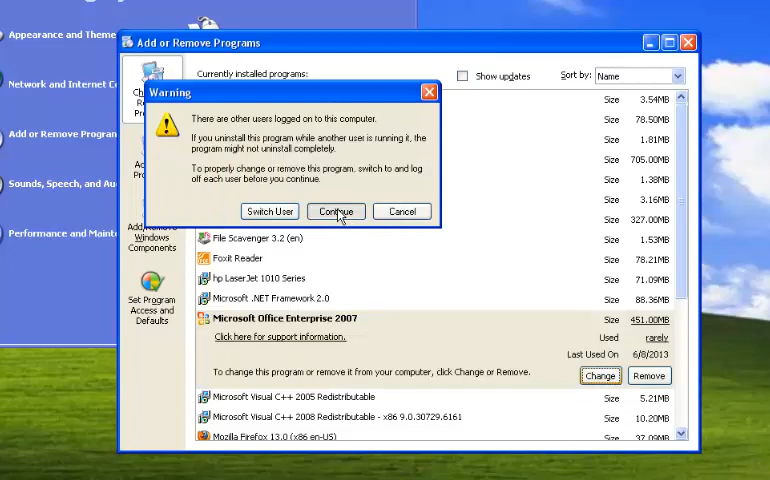 Appearance and Theme
Network and Internet C
Add or Remove Program
Sounds, Speech, and Au
Performance and Mainte
Add or Remove Programs
Currently installed programs:
Show updates
Sort by:
Name
Warning
There are other users logged on to this computer.
If you uninstall this program while another user is running it, the
program might not uninstall completely.
To properly change or remove this program, switch to and log
off each user before you continue.
Switch User
Continue
Cancel
Size 3.54MB
Size 78.50MB
Size 1.81MB
Size 705.00MB
Size 1.38MB
Size 3.16MB
Size 327.00MB
File Scavenger 3.2 (en) Size 1.53MB
Foxit Reader Size 78.21MB
hp LaserJet 1010 Series Size 71.09MB
Microsoft .NET Framework 2.0 Size 88.36MB
Microsoft Office Enterprise 2007 Size 451.00MB
Click here for support information. Used rarely
Last Used On 6/8/2013
To change this program or remove it from your computer, click Change or Remove.
Change
Remove
Microsoft Visual C++ 2005 Redistributable Size 5.21MB
Microsoft Visual C++ 2008 Redistributable - x86 9.0.30729.6161 Size 10.20MB
Mozilla Firefox 13.0 (x86 en-US) Size 37.09MB
Windows
Components
Set Program
Access and
Defaults